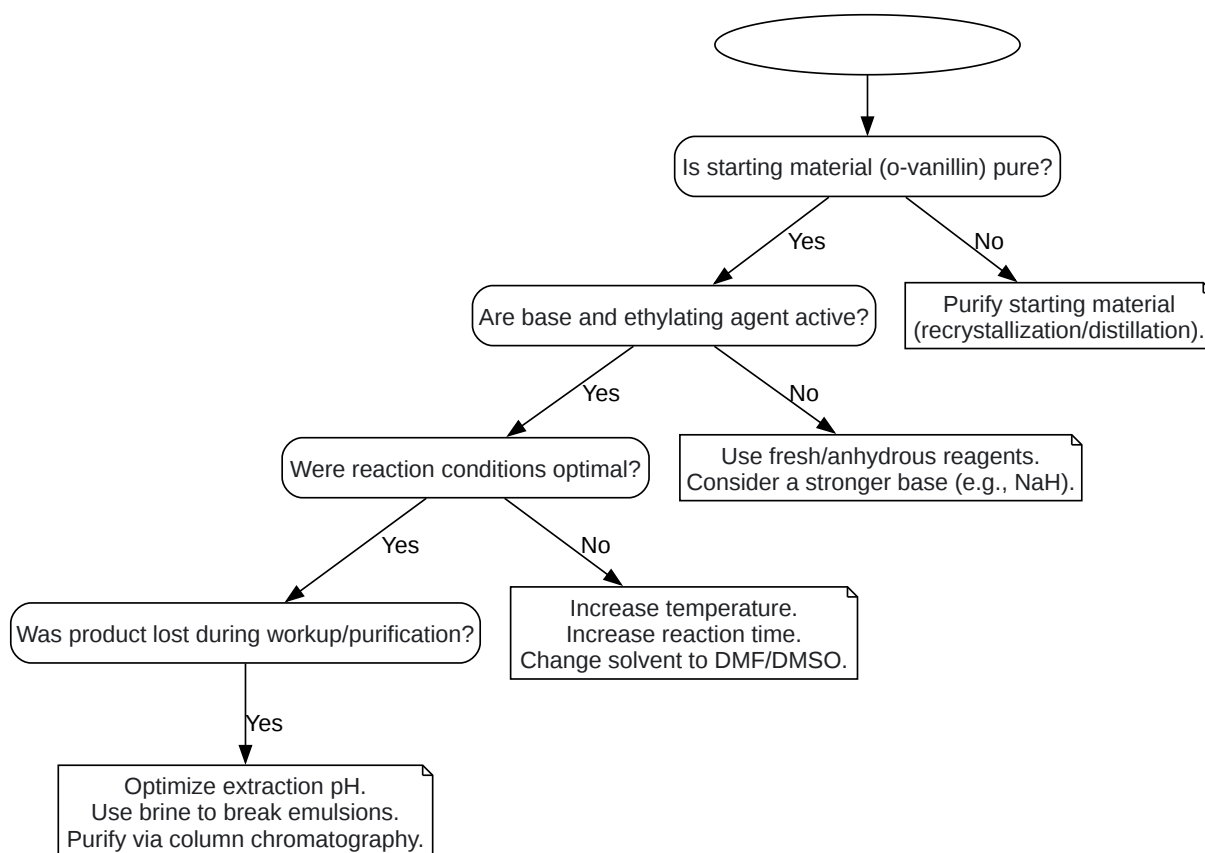 Is starting material (o-vanillin) pure?
Yes
No
Purify starting material
(recrystallization/distillation).
Are base and ethylating agent active?
Yes
No
Use fresh/anhydrous reagents.
Consider a stronger base (e.g., NaH).
Were reaction conditions optimal?
Yes
No
Increase temperature.
Increase reaction time.
Change solvent to DMF/DMSO.
Was product lost during workup/purification?
Yes
Optimize extraction pH.
Use brine to break emulsions.
Purify via column chromatography.